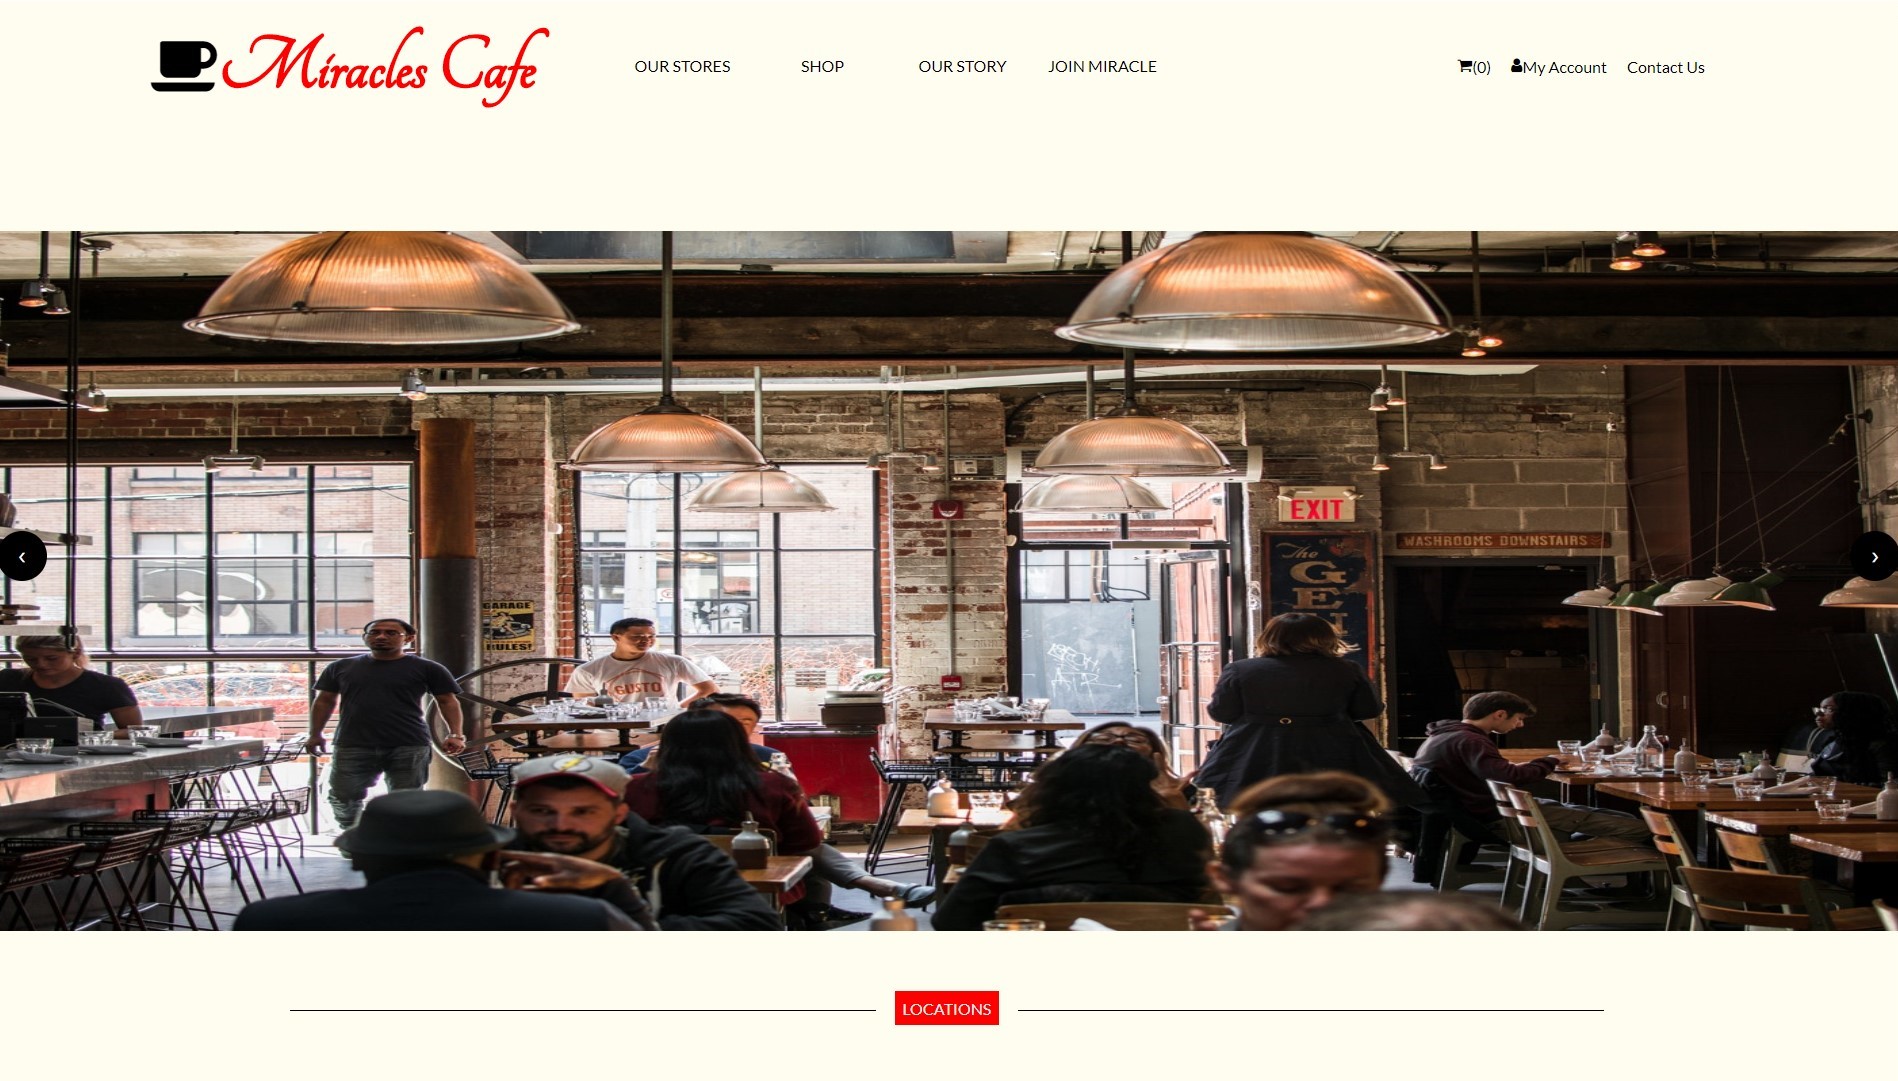 Miracles Cafe
OUR STORES SHOP OUR STORY JOIN MIRACLE
(0) My Account Contact Us
EXIT
WASHROOMS DOWNSTAIRS
The
GE
GARAGE
RULES!
GUSTO
‹ ›
LOCATIONS